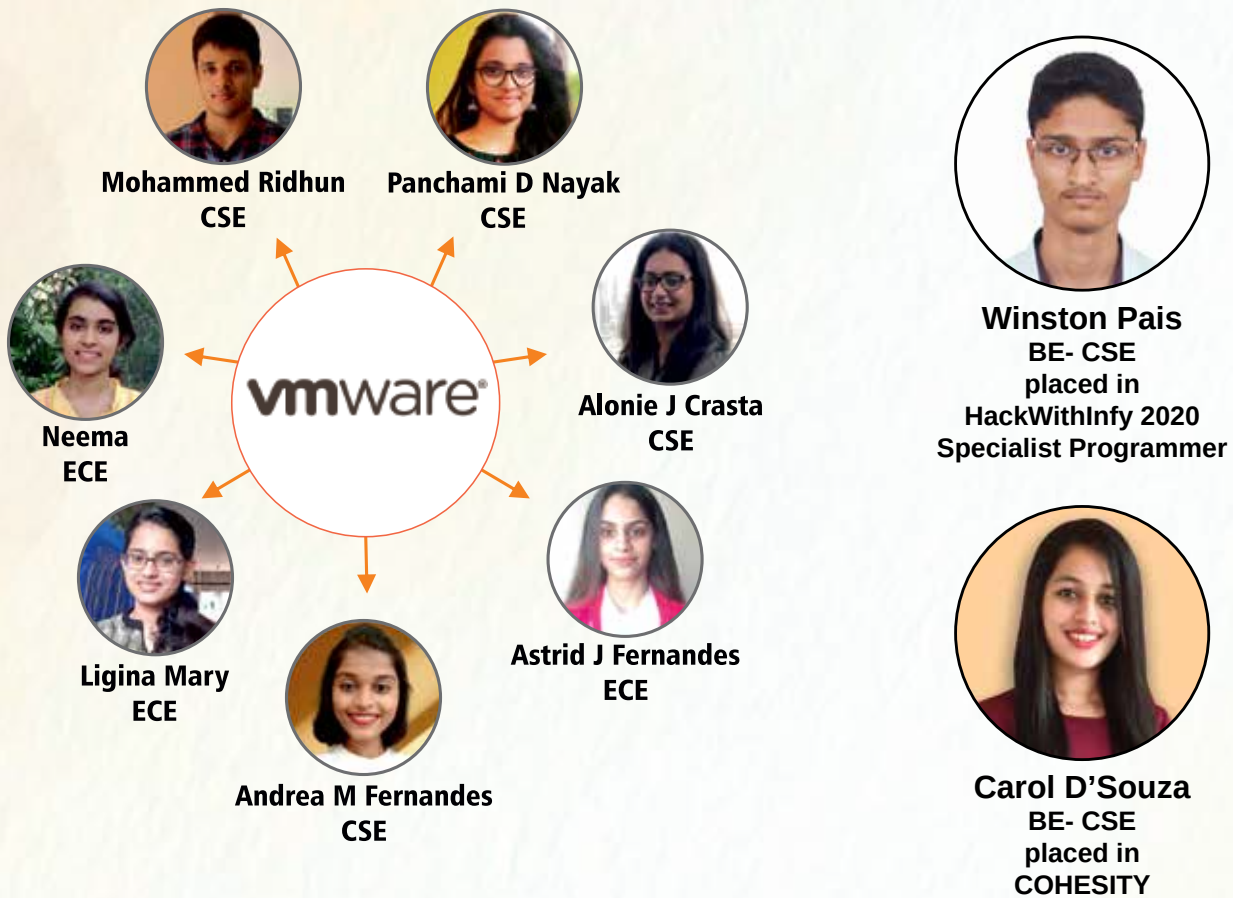 Mohammed Ridhun
CSE
Panchami D Nayak
CSE
Neema
ECE
vmware®
Alonie J Crasta
CSE
Ligina Mary
ECE
Astrid J Fernandes
ECE
Andrea M Fernandes
CSE
Winston Pais
BE- CSE
placed in
HackWithInfy 2020
Specialist Programmer
Carol D’Souza
BE- CSE
placed in
COHESITY